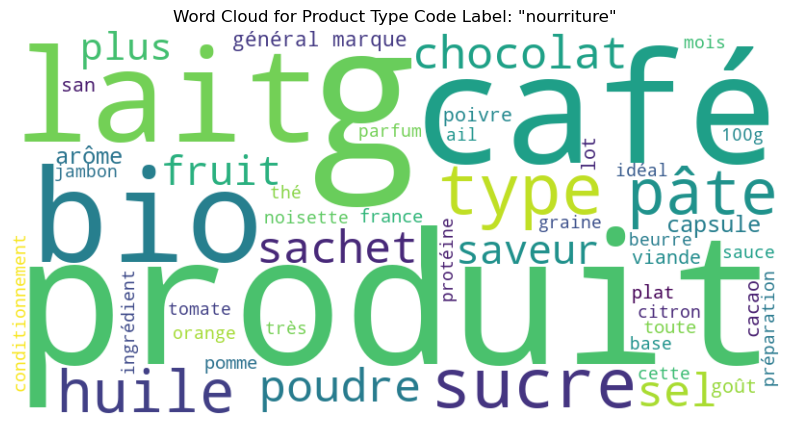 Word Cloud for Product Type Code Label: "nourriture"
lait
g
café
plus
général marque
chocolat
mois
san
poivre
ail
parfum
100g
arôme
jambon
fruit
lot
idéal
bio
thé
type
pâte
noisette
france
graine
capsule
sachet
protéine
saveur
beurre
viande
sauce
produit
conditionnement
ingrédient
tomate
orange
très
plat
citron
toute
base
cacao
préparation
pomme
cette
huile
poudre
sucre
sel
goût